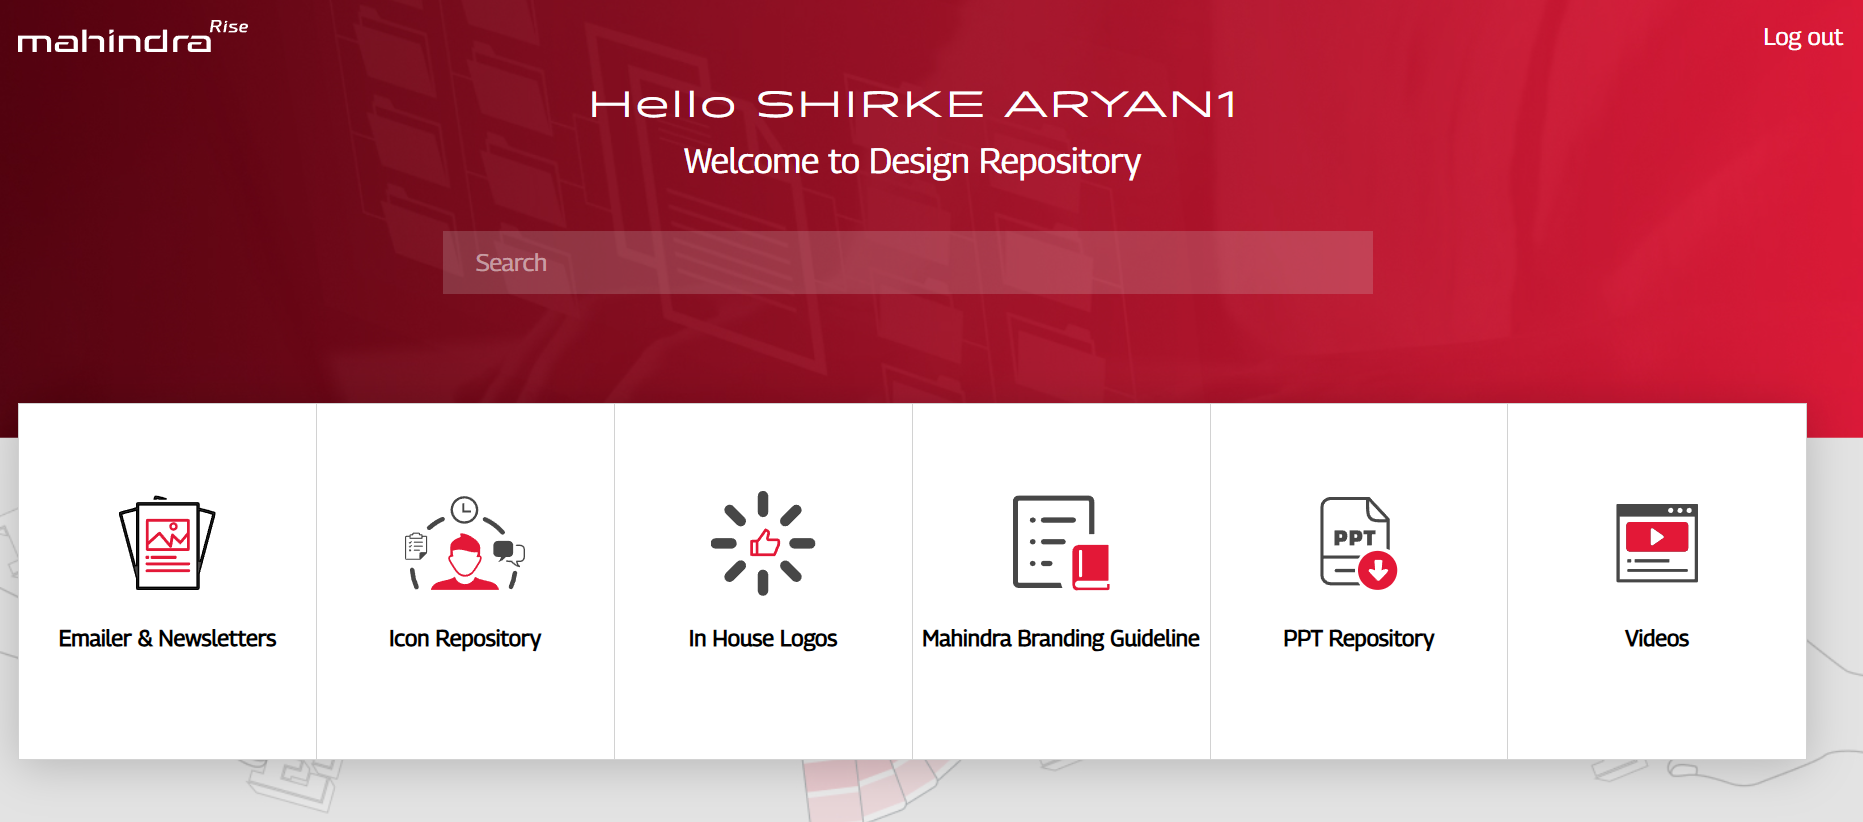 mahindra Rise
Log out
Hello SHIRKE ARYAN1
Welcome to Design Repository
Search
Emailer & Newsletters
Icon Repository
In House Logos
Mahindra Branding Guideline
PPT
PPT Repository
Videos